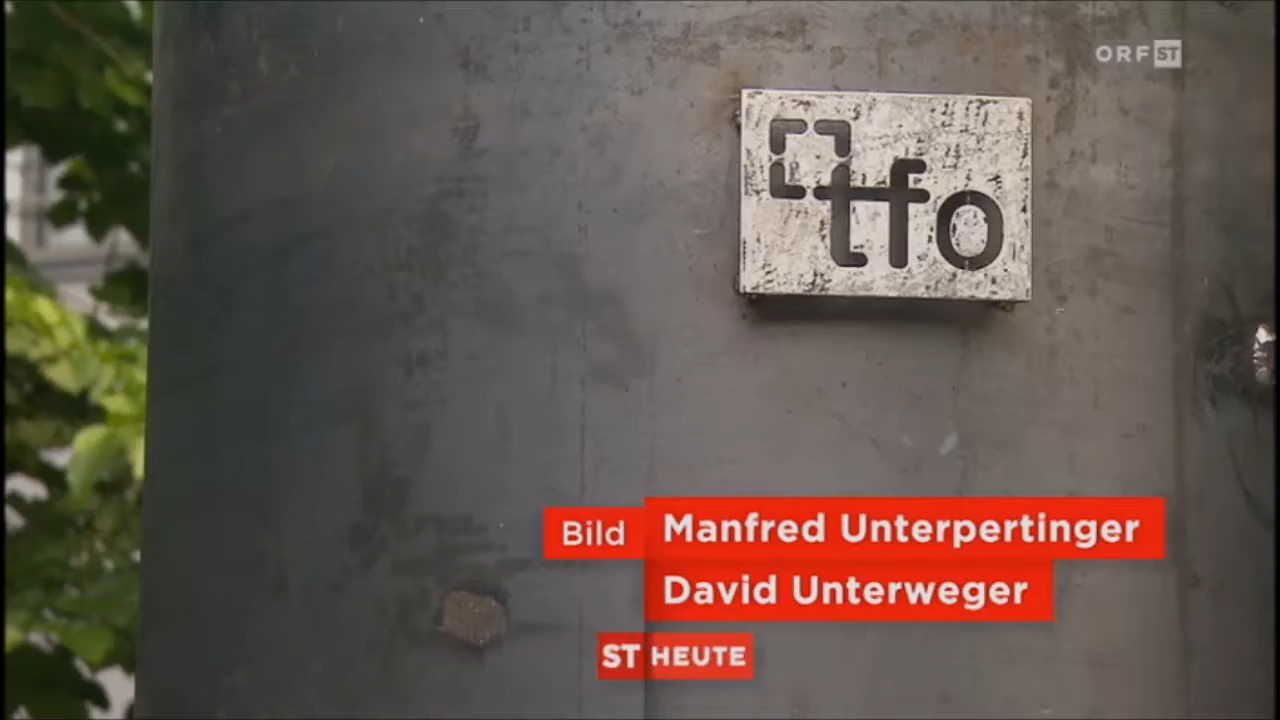 ORF ST
tfo
Bild Manfred Unterpertinger
David Unterweger
ST HEUTE